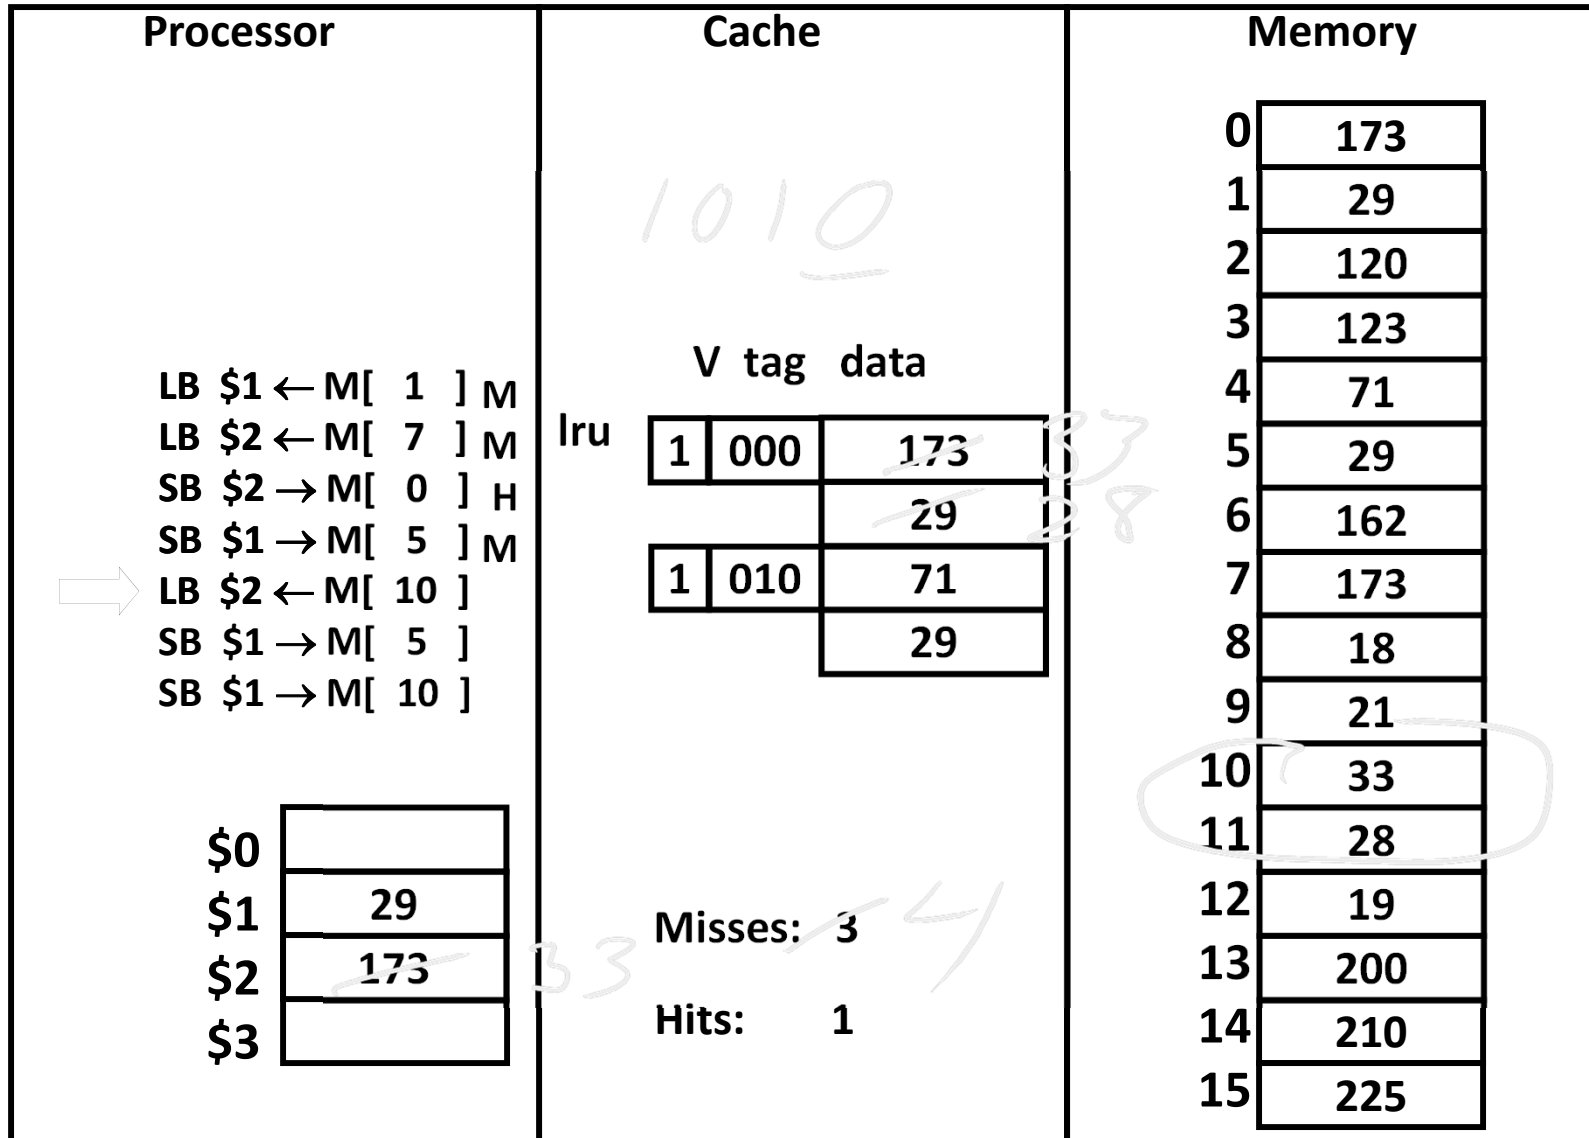 Processor
LB $1 ← M[ 1 ] M
LB $2 ← M[ 7 ] M
SB $2 → M[ 0 ] H
SB $1 → M[ 5 ] M
LB $2 ← M[ 10 ]
SB $1 → M[ 5 ]
SB $1 → M[ 10 ]
$0
$1 29
$2 173 33
$3
Cache
1010
V tag data
lru 1 000 173 33
29 28
1 010 71
29
Misses: 3 4
Hits: 1
Memory
0 173
1 29
2 120
3 123
4 71
5 29
6 162
7 173
8 18
9 21
10 33
11 28
12 19
13 200
14 210
15 225